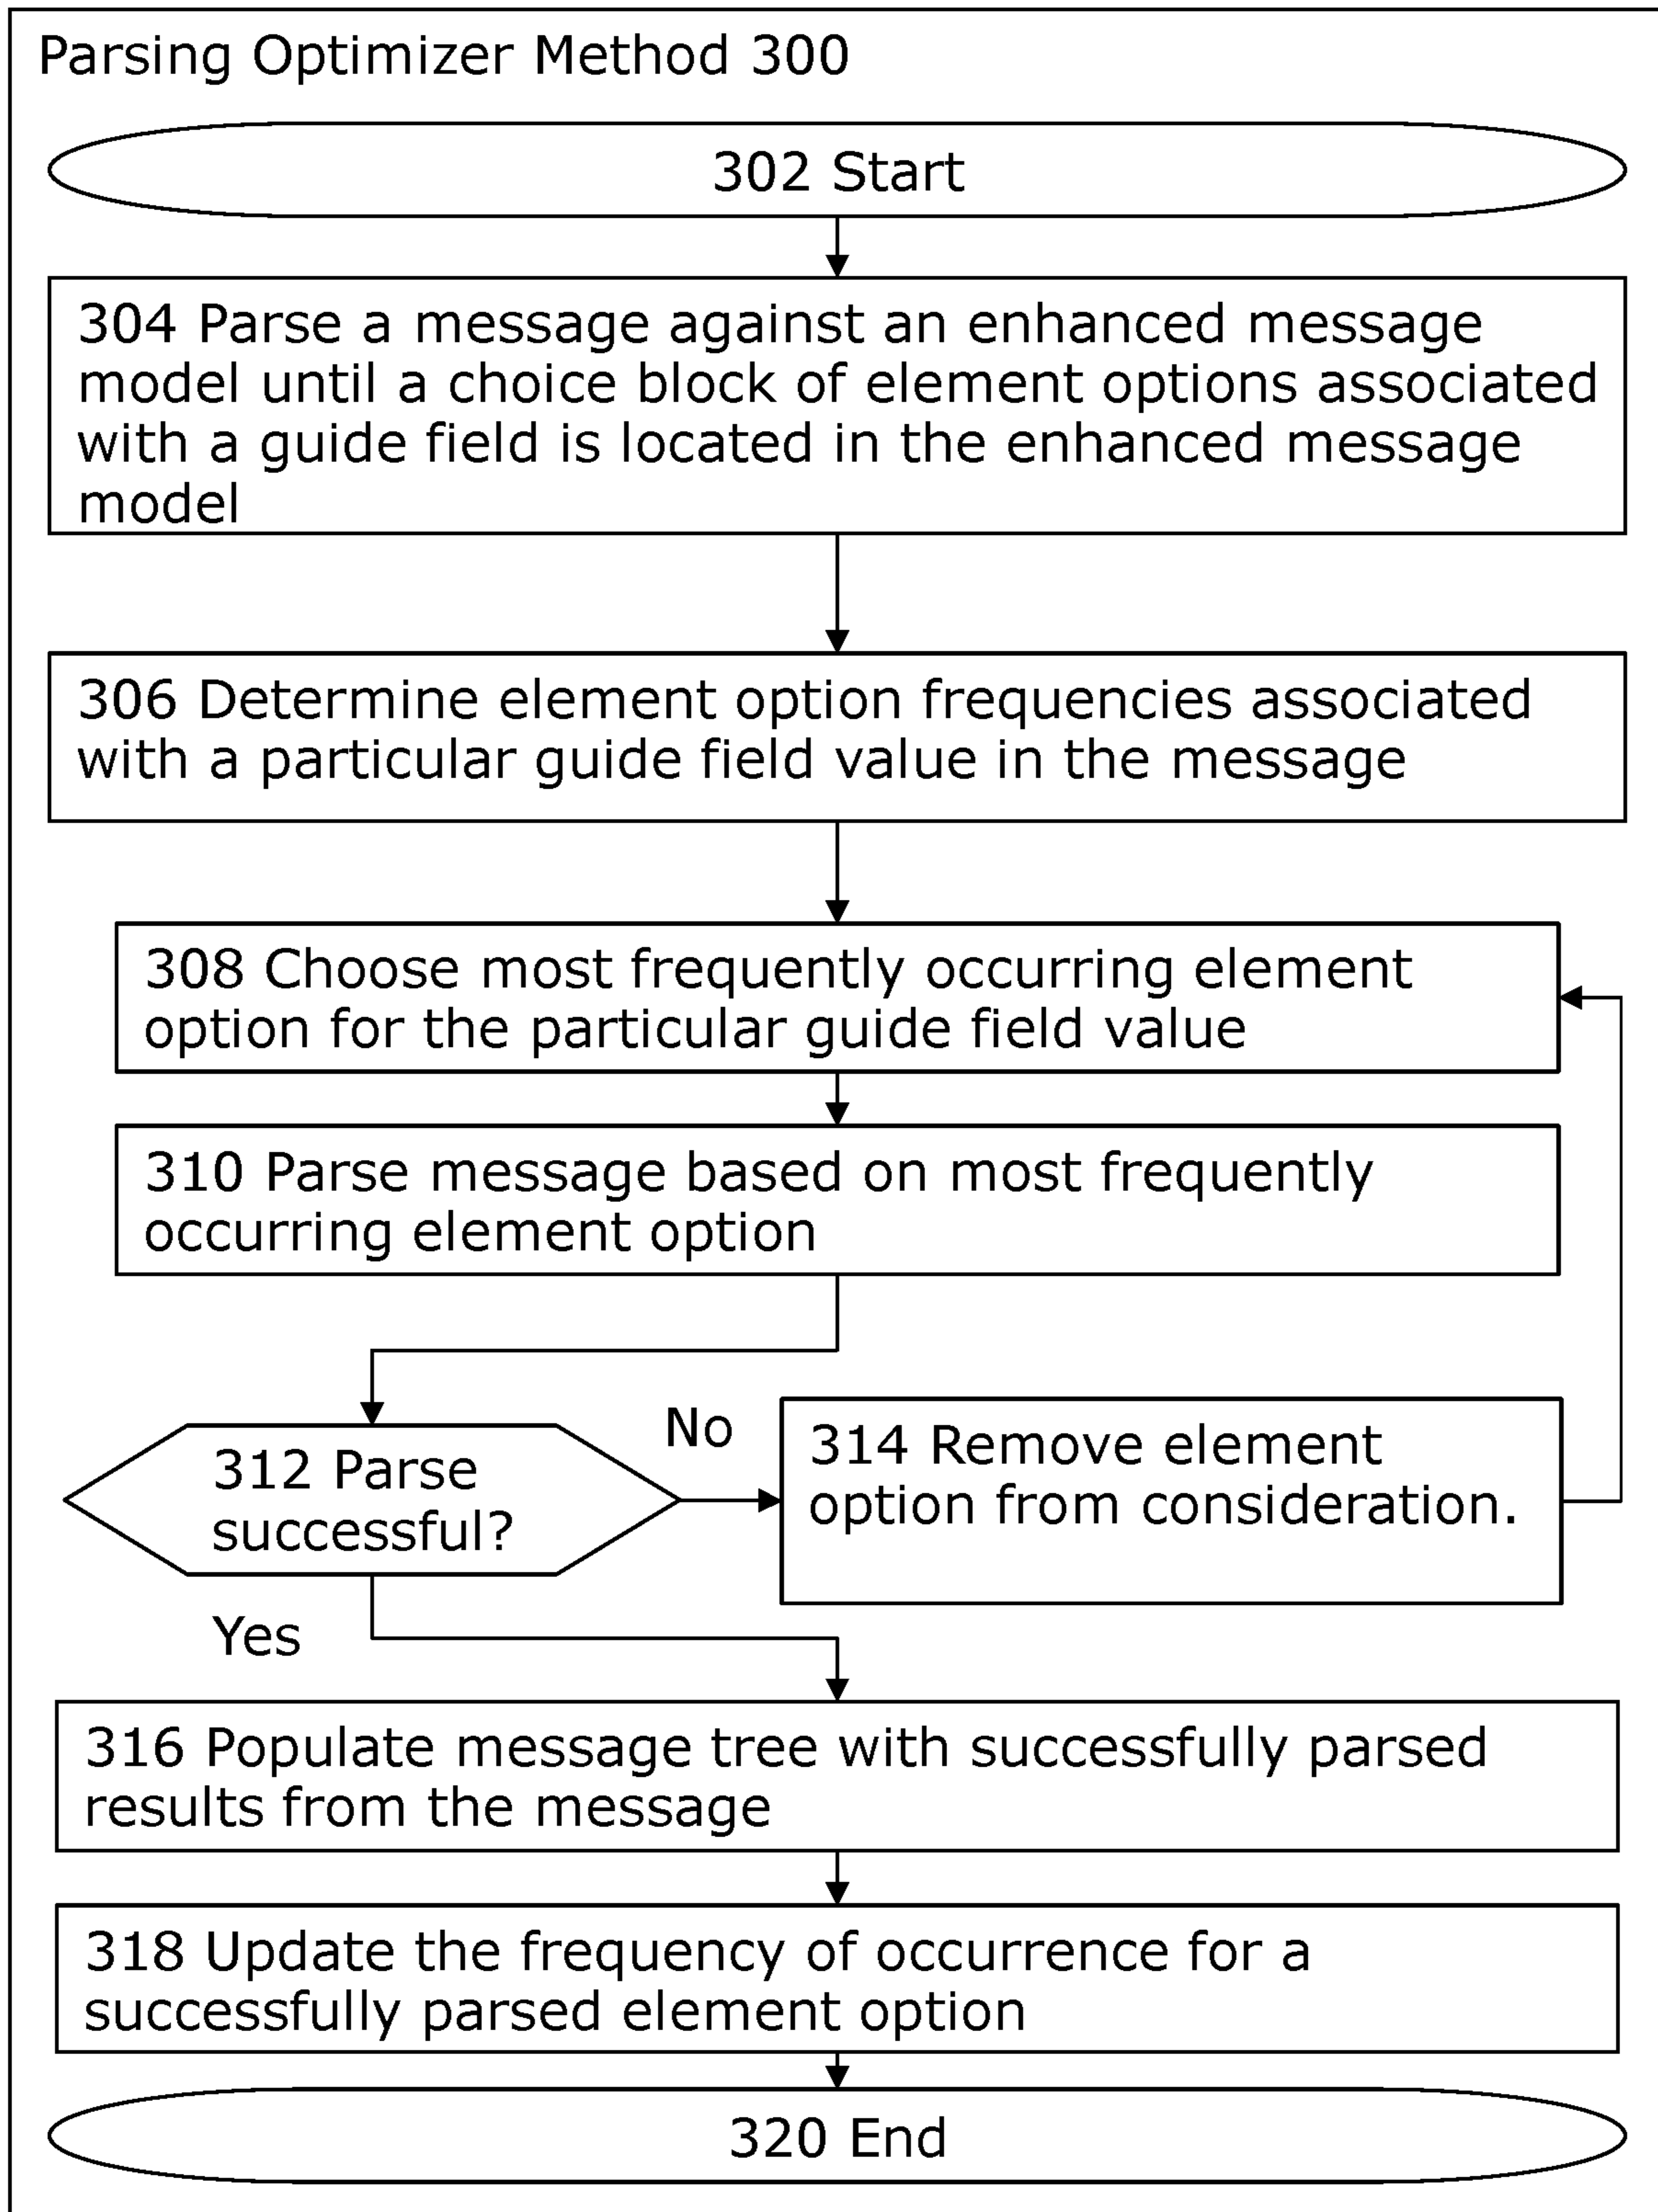 Parsing Optimizer Method 300
302 Start
304 Parse a message against an enhanced message
model until a choice block of element options associated
with a guide field is located in the enhanced message
model
306 Determine element option frequencies associated
with a particular guide field value in the message
308 Choose most frequently occurring element
option for the particular guide field value
310 Parse message based on most frequently
occurring element option
312 Parse
successful?
No
314 Remove element
option from consideration.
Yes
316 Populate message tree with successfully parsed
results from the message
318 Update the frequency of occurrence for a
successfully parsed element option
320 End